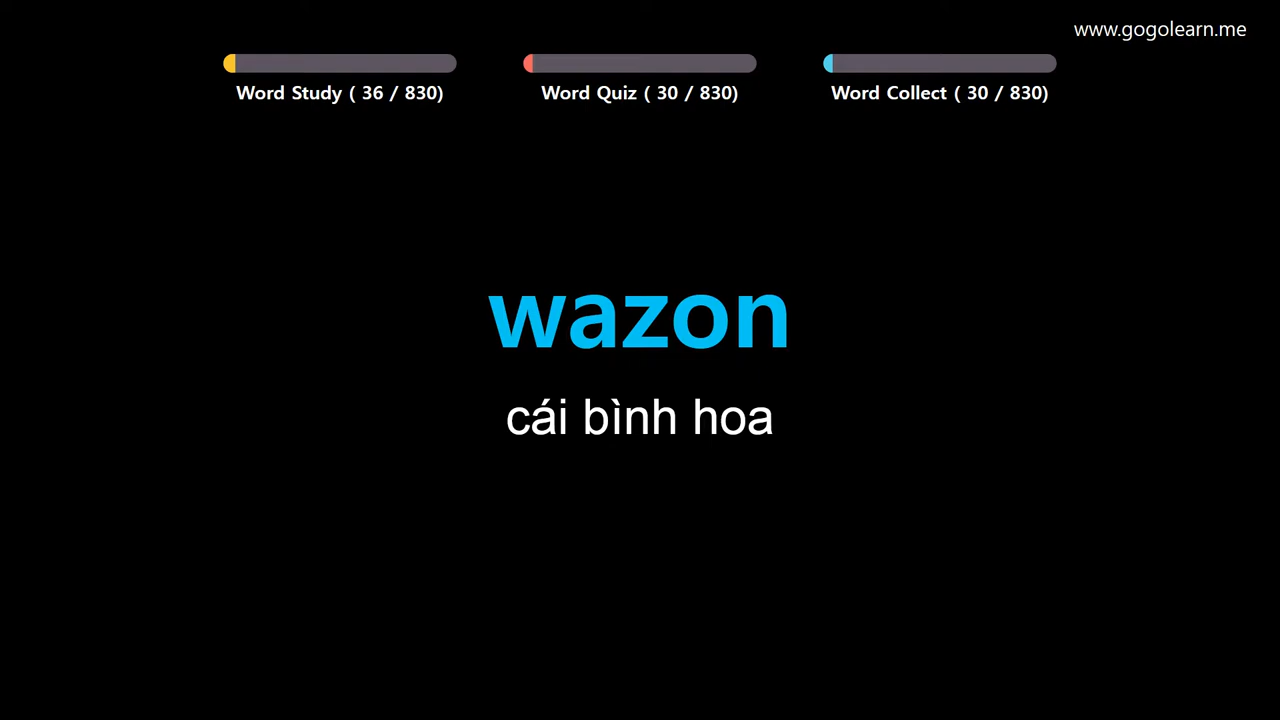 www.gogolearn.me
Word Study ( 36 / 830)
Word Quiz ( 30 / 830)
Word Collect ( 30 / 830)
wazon
cái bình hoa